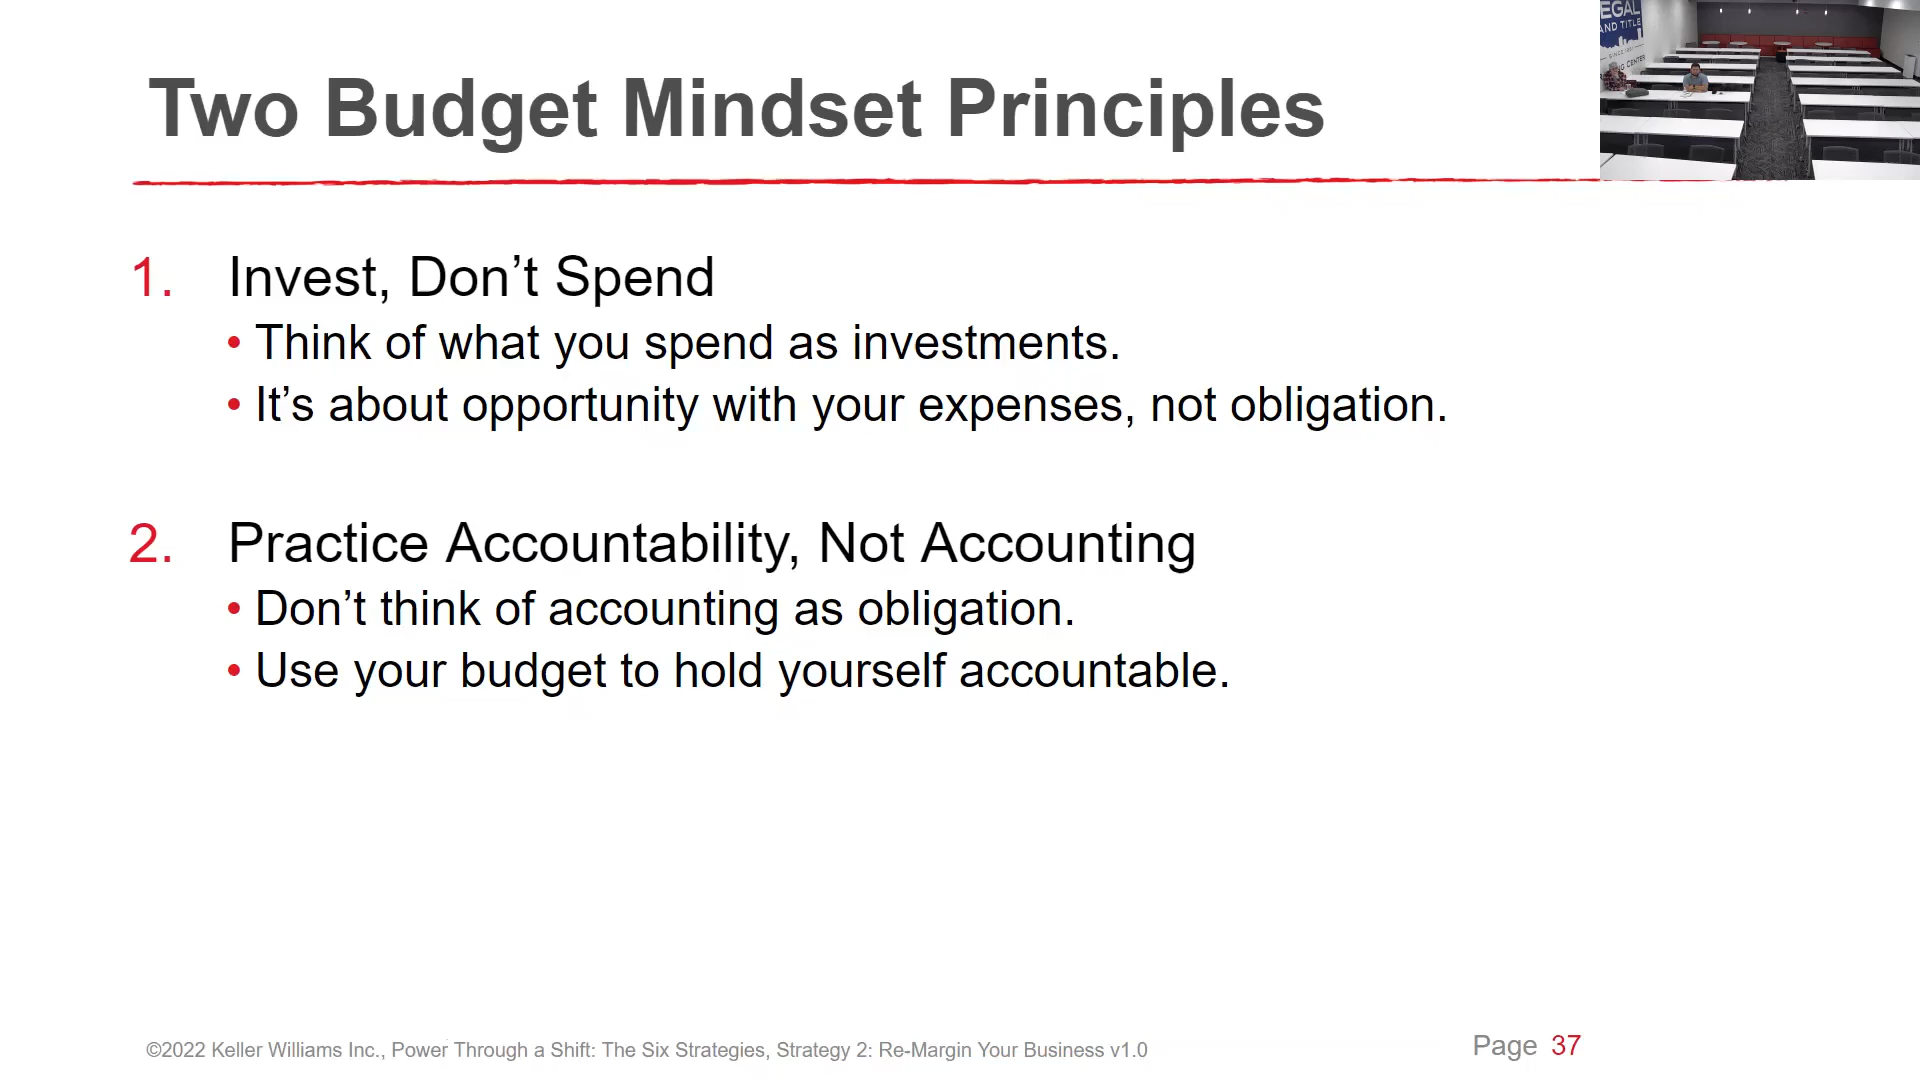 Two Budget Mindset Principles
EGAL
AND TITLE
SINCE
CENTER
1. Invest, Don’t Spend
• Think of what you spend as investments.
• It’s about opportunity with your expenses, not obligation.
2. Practice Accountability, Not Accounting
• Don’t think of accounting as obligation.
• Use your budget to hold yourself accountable.
©2022 Keller Williams Inc., Power Through a Shift: The Six Strategies, Strategy 2: Re-Margin Your Business v1.0
Page 37